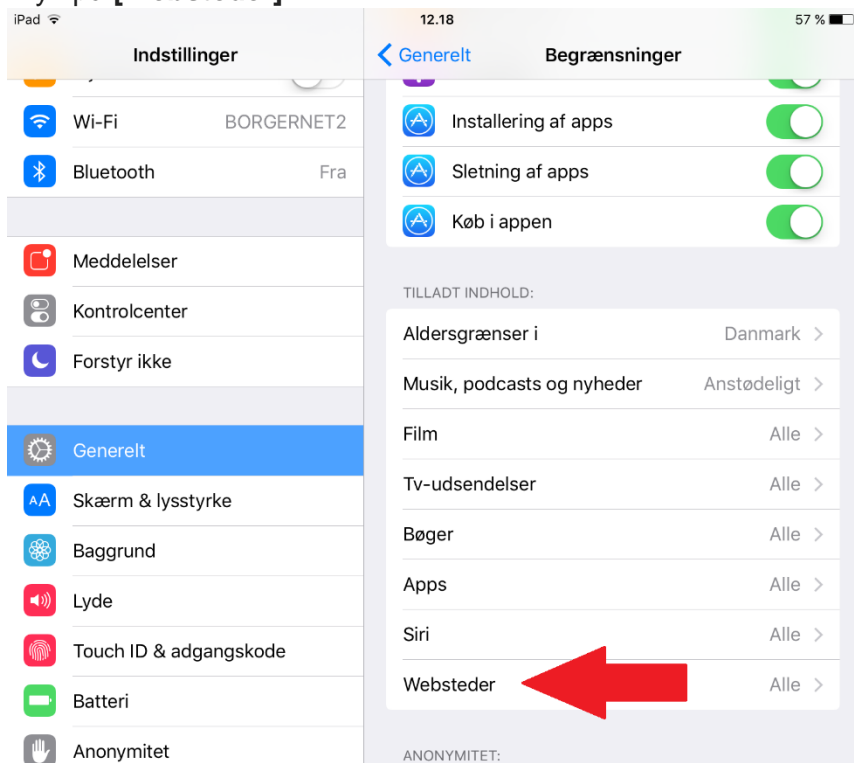 iPad
12.18
57 %
Indstillinger
Wi-Fi BORGERNET2
Bluetooth Fra
Meddelelser
Kontrolcenter
Forstyr ikke
Generelt
AA Skærm & lysstyrke
Baggrund
Lyde
Touch ID & adgangskode
Batteri
Anonymitet
Generelt
Begrænsninger
Installering af apps
Sletning af apps
Køb i appen
TILLADT INDHOLD:
Aldersgrænser i Danmark
Musik, podcasts og nyheder Anstødeligt
Film Alle
Tv-udsendelser Alle
Bøger Alle
Apps Alle
Siri Alle
Websteder Alle
ANONYMITET: